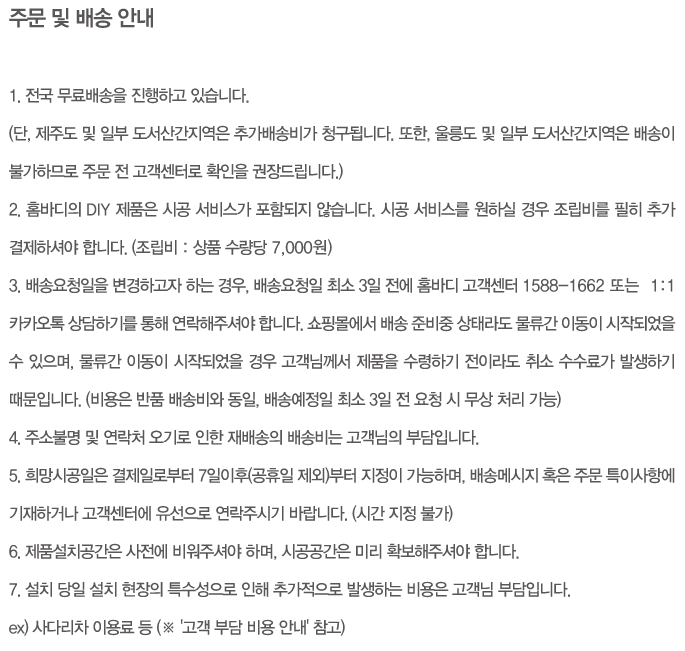 주문 및 배송 안내
1. 전국 무료배송을 진행하고 있습니다.
(단, 제주도 및 일부 도서산간지역은 추가배송비가 청구됩니다. 또한, 울릉도 및 일부 도서산간지역은 배송이
불가하므로 주문 전 고객센터로 확인을 권장드립니다.)
2. 홈바디의 DIY 제품은 시공 서비스가 포함되지 않습니다. 시공 서비스를 원하실 경우 조립비를 필히 추가
결제하셔야 합니다. (조립비 : 상품 수량당 7,000원)
3. 배송요청일을 변경하고자 하는 경우, 배송요청일 최소 3일 전에 홈바디 고객센터 1588-1662 또는 1:1
카카오톡 상담하기를 통해 연락해주셔야 합니다. 쇼핑몰에서 배송 준비중 상태라도 물류간 이동이 시작되었을
수 있으며, 물류간 이동이 시작되었을 경우 고객님께서 제품을 수령하기 전이라도 취소 수수료가 발생하기
때문입니다. (비용은 반품 배송비와 동일, 배송예정일 최소 3일 전 요청 시 무상 처리 가능)
4. 주소불명 및 연락처 오기로 인한 재배송의 배송비는 고객님의 부담입니다.
5. 희망시공일은 결제일로부터 7일이후(공휴일 제외)부터 지정이 가능하며, 배송메시지 혹은 주문 특이사항에
기재하거나 고객센터에 유선으로 연락주시기 바랍니다. (시간 지정 불가)
6. 제품설치공간은 사전에 비워주셔야 하며, 시공공간은 미리 확보해주셔야 합니다.
7. 설치 당일 설치 현장의 특수성으로 인해 추가적으로 발생하는 비용은 고객님 부담입니다.
ex) 사다리차 이용료 등 (※ '고객 부담 비용 안내' 참고)